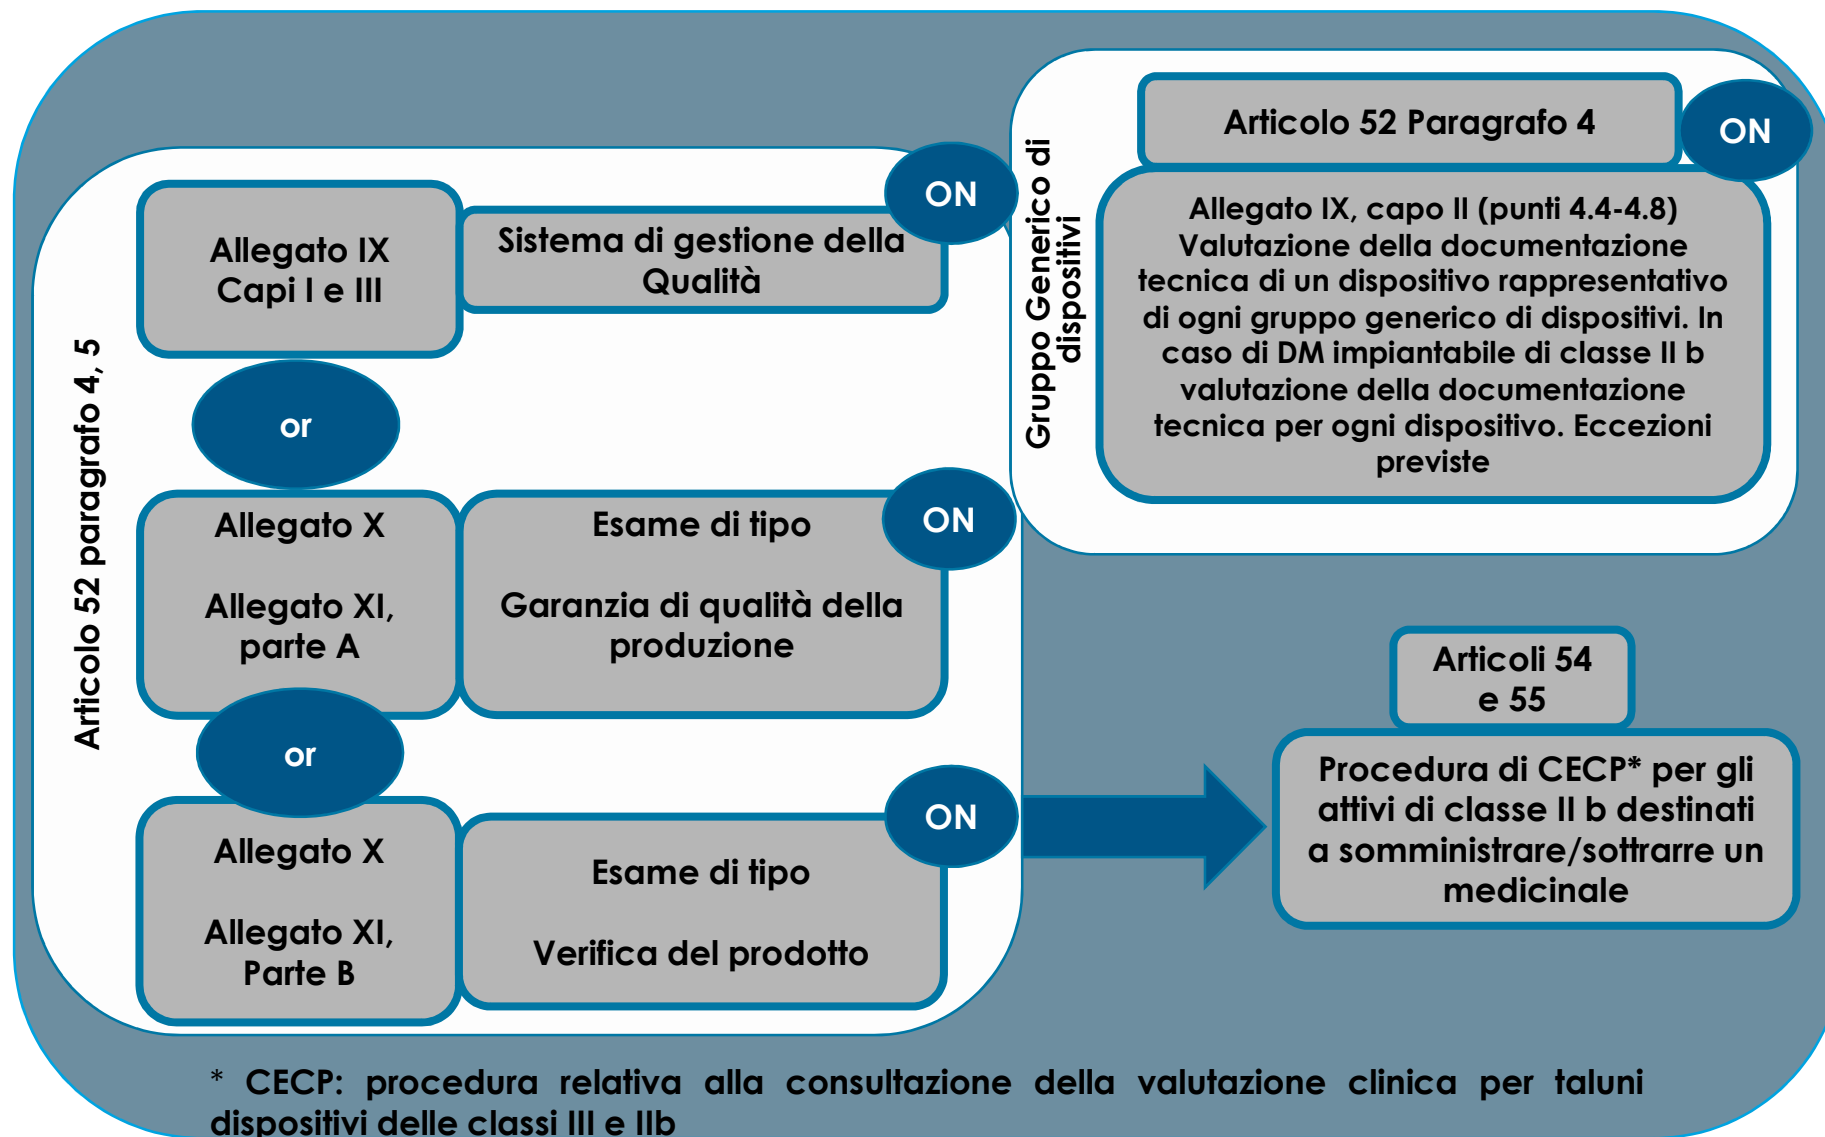 Articolo 52 paragrafo 4, 5
Allegato IX
Capi I e III
Sistema di gestione della
Qualità
ON
or
Allegato X
Allegato XI,
parte A
Esame di tipo
Garanzia di qualità della
produzione
ON
or
Allegato X
Allegato XI,
Parte B
Esame di tipo
Verifica del prodotto
ON
Gruppo Generico di
dispositivi
Articolo 52 Paragrafo 4
ON
Allegato IX, capo II (punti 4.4-4.8)
Valutazione della documentazione
tecnica di un dispositivo rappresentativo
di ogni gruppo generico di dispositivi. In
caso di DM impiantabile di classe II b
valutazione della documentazione
tecnica per ogni dispositivo. Eccezioni
previste
Articoli 54
e 55
Procedura di CECP* per gli
attivi di classe II b destinati
a somministrare/sottrarre un
medicinale
* CECP: procedura relativa alla consultazione della valutazione clinica per taluni
dispositivi delle classi III e IIb